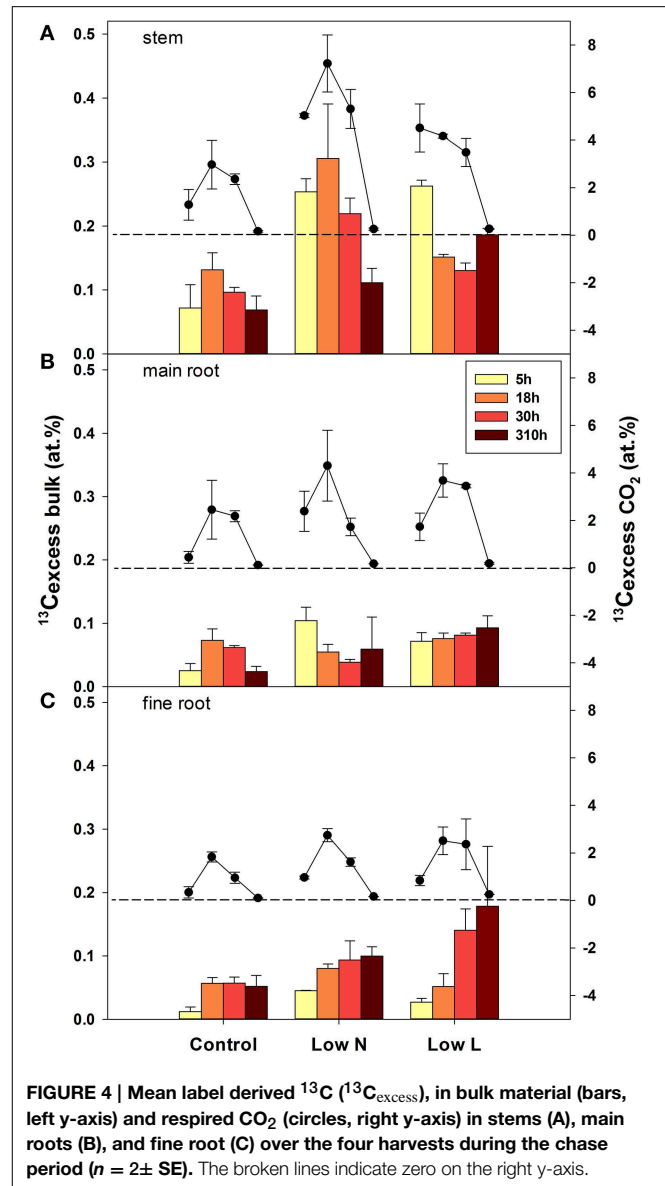 A
stem
0.5
0.4
0.3
0.2
0.1
0.0
8
6
4
2
0
-2
-4
B
main root
5h
18h
30h
310h
0.5
0.4
0.3
0.2
0.1
0.0
8
6
4
2
0
-2
-4
¹³Cexcess bulk (at.%)
¹³Cexcess CO₂ (at.%)
C
fine root
0.5
0.4
0.3
0.2
0.1
0.0
8
6
4
2
0
-2
-4
Control Low N Low L
FIGURE 4 | Mean label derived ¹³C (¹³Cexcess), in bulk material (bars,
left y-axis) and respired CO₂ (circles, right y-axis) in stems (A), main
roots (B), and fine root (C) over the four harvests during the chase
period (n = 2± SE). The broken lines indicate zero on the right y-axis.